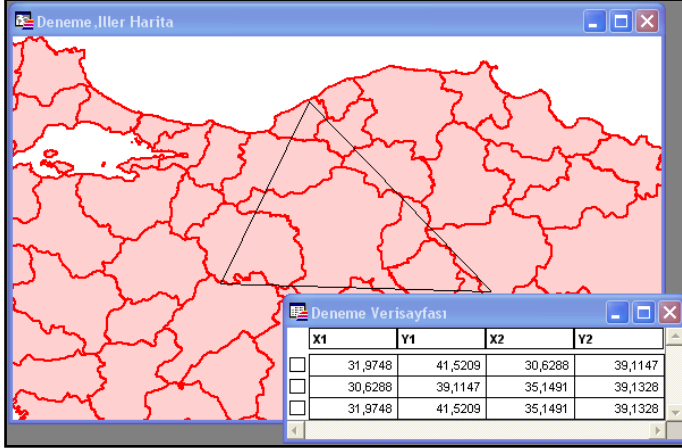 Deneme,Iller Harita
Deneme Verisayfası
X1 Y1 X2 Y2
31,9748 41,5209 30,6288 39,1147
30,6288 39,1147 35,1491 39,1328
31,9748 41,5209 35,1491 39,1328